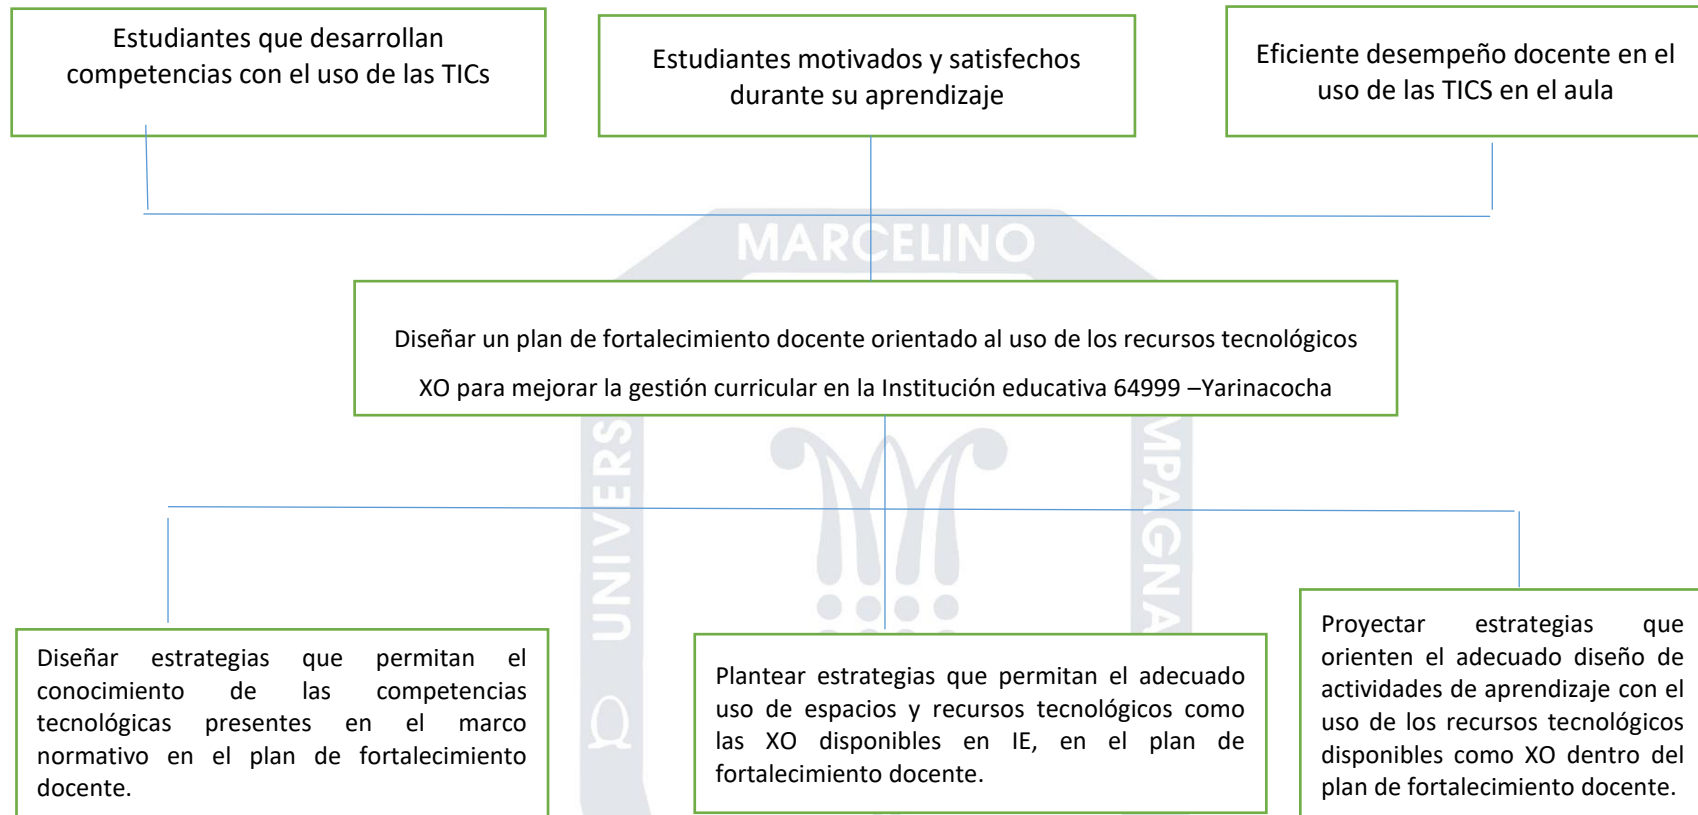 Estudiantes que desarrollan
competencias con el uso de las TICs
Estudiantes motivados y satisfechos
durante su aprendizaje
Eficiente desempeño docente en el
uso de las TICS en el aula
MARCELINO
Diseñar un plan de fortalecimiento docente orientado al uso de los recursos tecnológicos
XO para mejorar la gestión curricular en la Institución educativa 64999 –Yarinacocha
UNIVERS
MPAGNA
Diseñar estrategias que permitan el
conocimiento de las competencias
tecnológicas presentes en el marco
normativo en el plan de fortalecimiento
docente.
Plantear estrategias que permitan el adecuado
uso de espacios y recursos tecnológicos como
las XO disponibles en IE, en el plan de
fortalecimiento docente.
Proyectar estrategias que
orienten el adecuado diseño de
actividades de aprendizaje con el
uso de los recursos tecnológicos
disponibles como XO dentro del
plan de fortalecimiento docente.